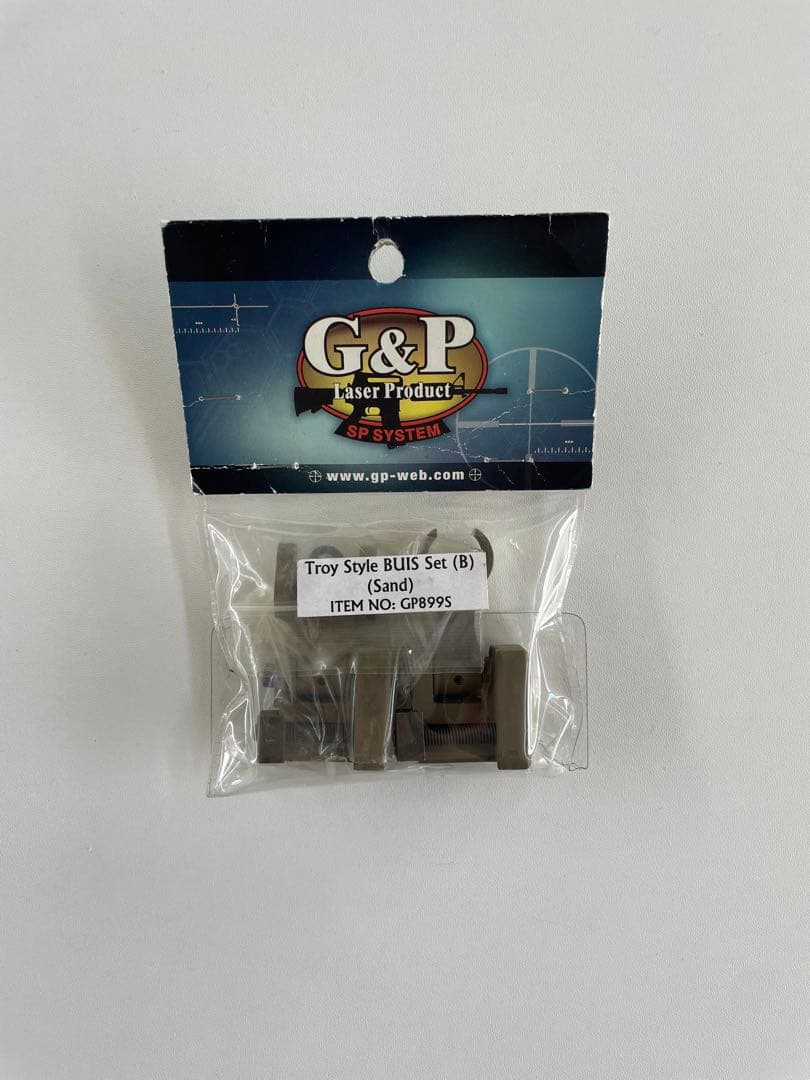 G&P
Laser Product
SP SYSTEM
www.gp-web.com
Troy Style BUIS Set (B)
(Sand)
ITEM NO: GP899S